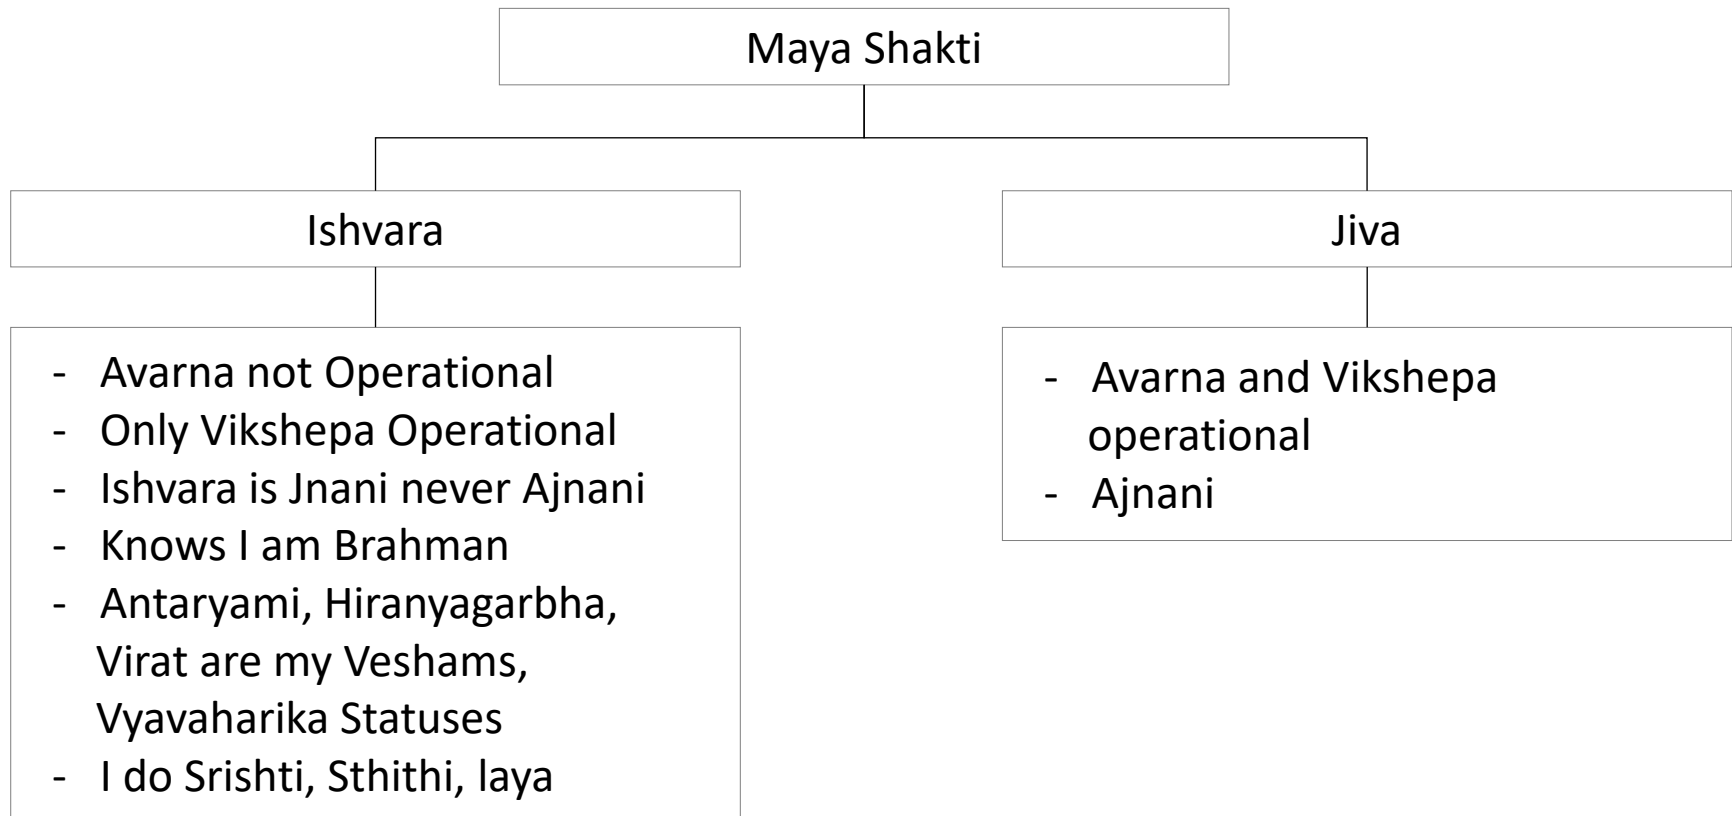 Maya Shakti
Ishvara
Jiva
- Avarna not Operational
- Only Vikshepa Operational
- Ishvara is Jnani never Ajnani
- Knows I am Brahman
- Antaryami, Hiranyagarbha,
Virat are my Veshams,
Vyavaharika Statuses
- I do Srishti, Sthithi, laya
- Avarna and Vikshepa
operational
- Ajnani